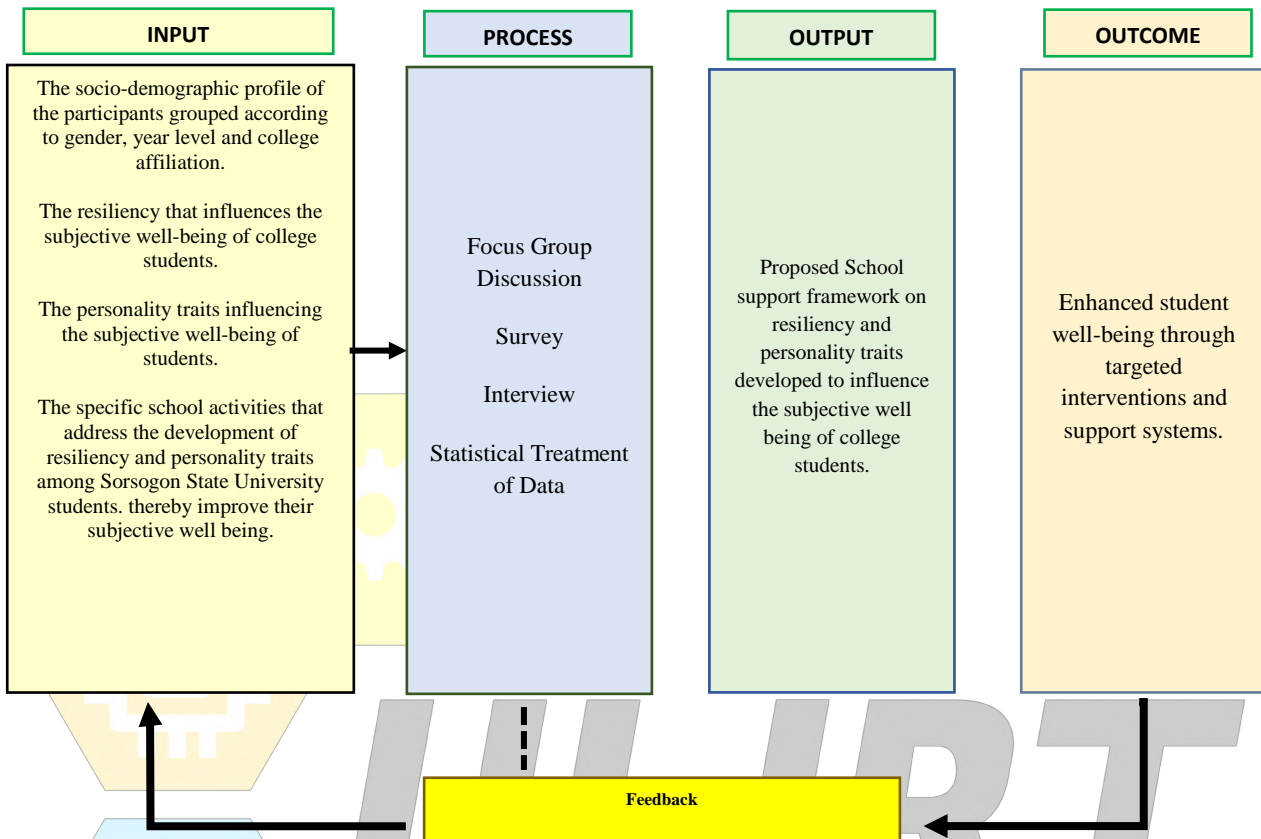 INPUT
PROCESS
OUTPUT
OUTCOME
The socio-demographic profile of
the participants grouped according
to gender, year level and college
affiliation.
The resiliency that influences the
subjective well-being of college
students.
The personality traits influencing
the subjective well-being of
students.
The specific school activities that
address the development of
resiliency and personality traits
among Sorsogon State University
students. thereby improve their
subjective well being.
Focus Group
Discussion
Survey
Interview
Statistical Treatment
of Data
Proposed School
support framework on
resiliency and
personality traits
developed to influence
the subjective well
being of college
students.
Enhanced student
well-being through
targeted
interventions and
support systems.
Feedback